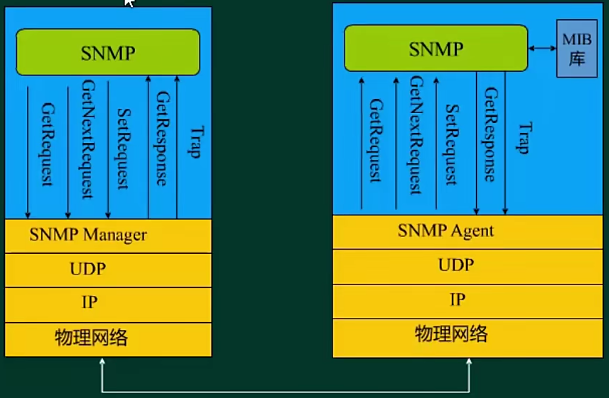 SNMP
GetRequest
GetNextRequest
SetRequest
GetResponse
Trap
SNMP Manager
UDP
IP
物理网络
SNMP
MIB
库
GetRequest
GetNextRequest
SetRequest
GetResponse
Trap
SNMP Agent
UDP
IP
物理网络